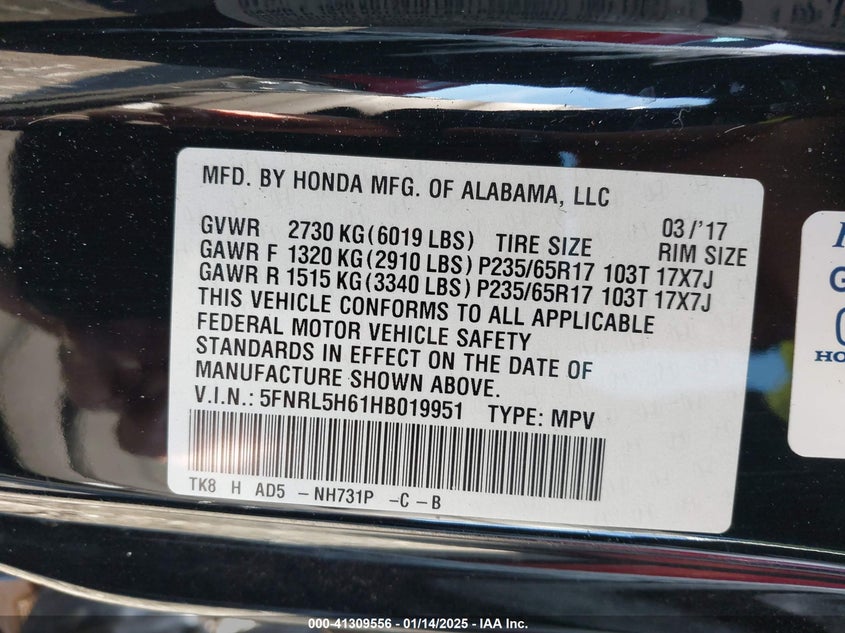 MFD. BY HONDA MFG. OF ALABAMA, LLC
03/'17
GVWR 2730 KG(6019 LBS) TIRE SIZE RIM SIZE
GAWR F 1320 KG(2910 LBS) P235/65R17 103T 17X7J
GAWR R 1515 KG(3340 LBS) P235/65R17 103T 17X7J
THIS VEHICLE CONFORMS TO ALL APPLICABLE
FEDERAL MOTOR VEHICLE SAFETY
STANDARDS IN EFFECT ON THE DATE OF
MANUFACTURE SHOWN ABOVE.
V.I.N.: 5FNRL5H61HB019951 TYPE: MPV
TK8 H AD5 -NH731P -C-B
000-41309556 - 01/14/2025 - IAA Inc.